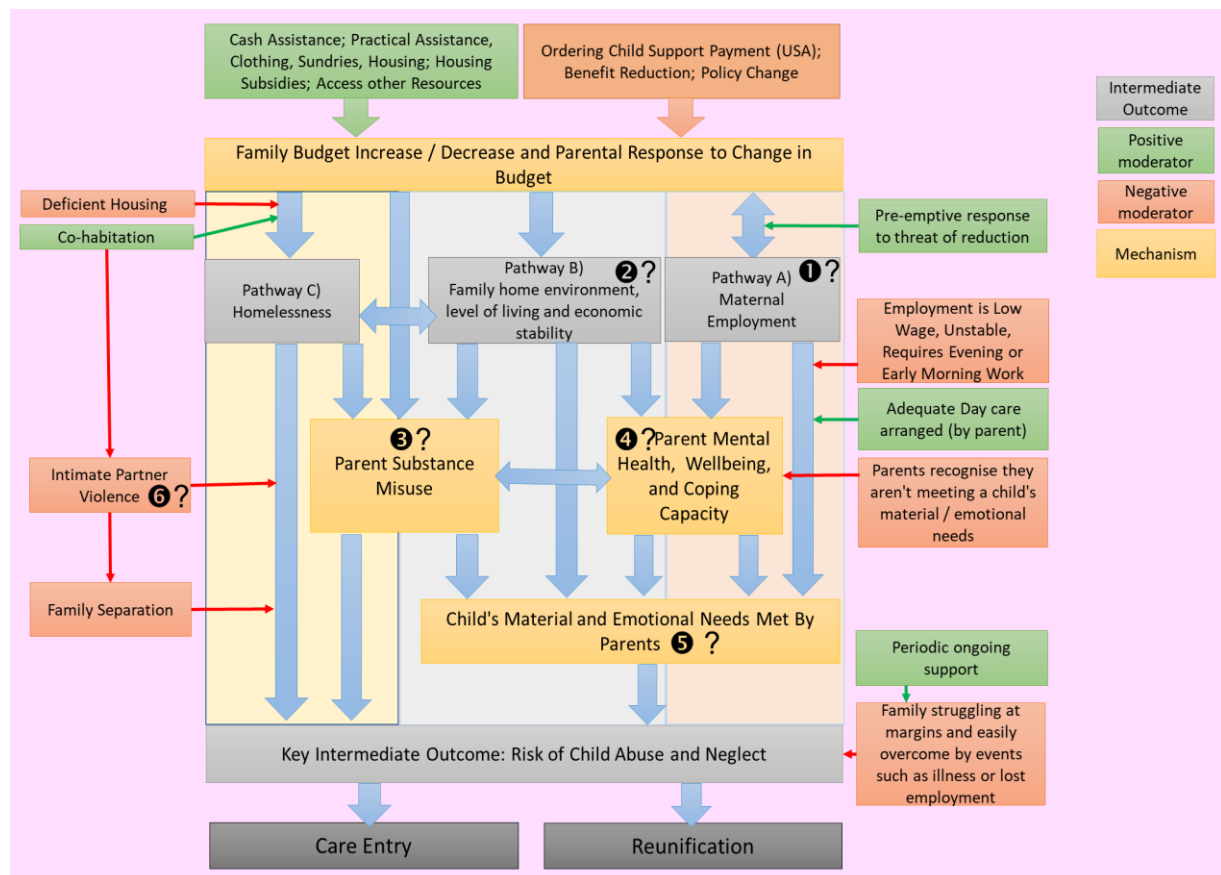 Cash Assistance; Practical Assistance,
Clothing, Sundries, Housing; Housing
Subsidies; Access other Resources
Ordering Child Support Payment (USA);
Benefit Reduction; Policy Change
Intermediate
Outcome
Positive
moderator
Negative
moderator
Mechanism
Family Budget Increase / Decrease and Parental Response to Change in
Budget
Deficient Housing
Co-habitation
Pre-emptive response
to threat of reduction
Pathway C)
Homelessness
Pathway B) ❷?
Family home environment,
level of living and economic
stability
Pathway A) ❶?
Maternal
Employment
Employment is Low
Wage, Unstable,
Requires Evening or
Early Morning Work
Adequate Day care
arranged (by parent)
❸?
Parent Substance
Misuse
❹? Parent Mental
Health, Wellbeing,
and Coping
Capacity
Intimate Partner
Violence ❻?
Parents recognise they
aren't meeting a child's
material / emotional
needs
Family Separation
Child's Material and Emotional Needs Met By
Parents ❺ ?
Periodic ongoing
support
Family struggling at
margins and easily
overcome by events
such as illness or lost
employment
Key Intermediate Outcome: Risk of Child Abuse and Neglect
Care Entry
Reunification